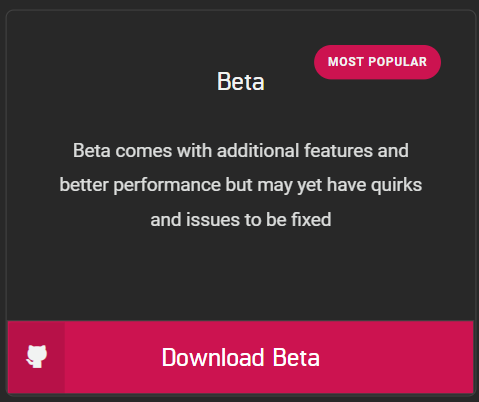 MOST POPULAR
Beta
Beta comes with additional features and
better performance but may yet have quirks
and issues to be fixed
Download Beta